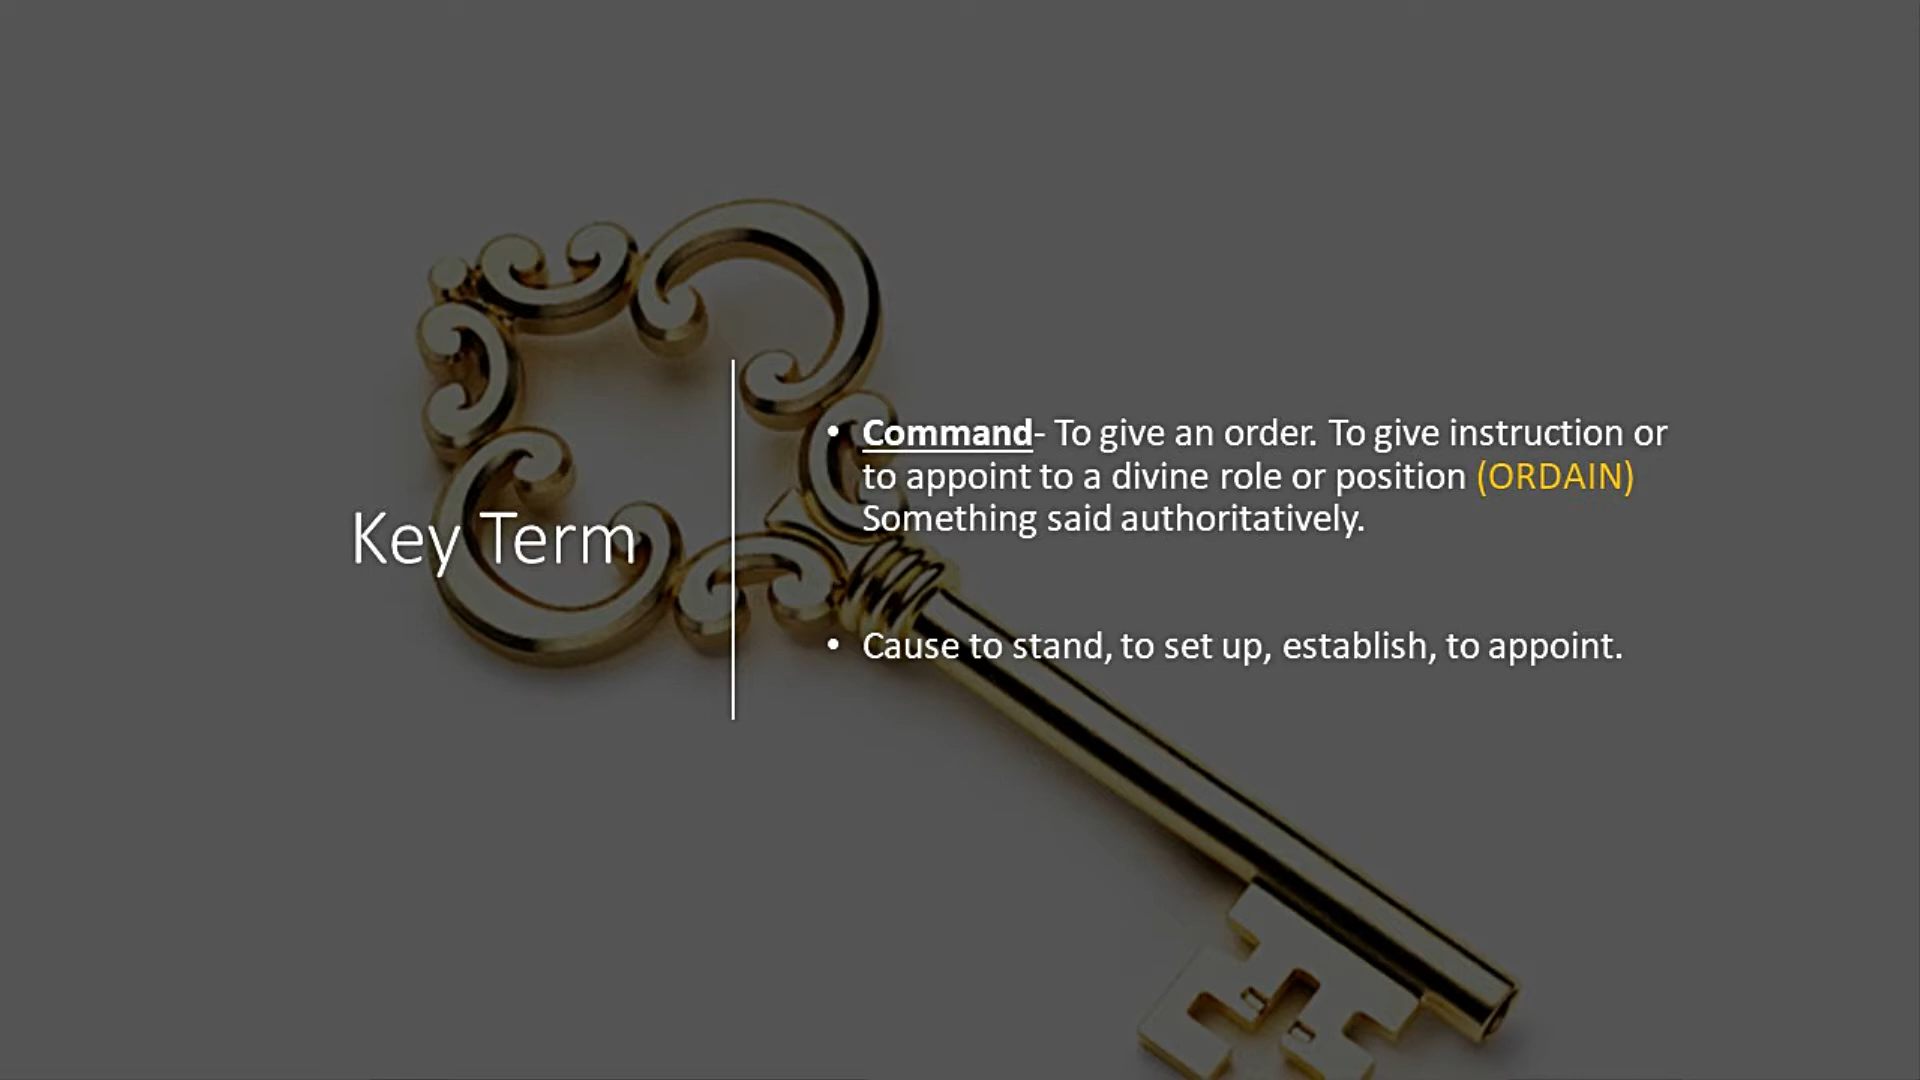 Key Term
• Command- To give an order. To give instruction or
to appoint to a divine role or position (ORDAIN)
Something said authoritatively.
• Cause to stand, to set up, establish, to appoint.